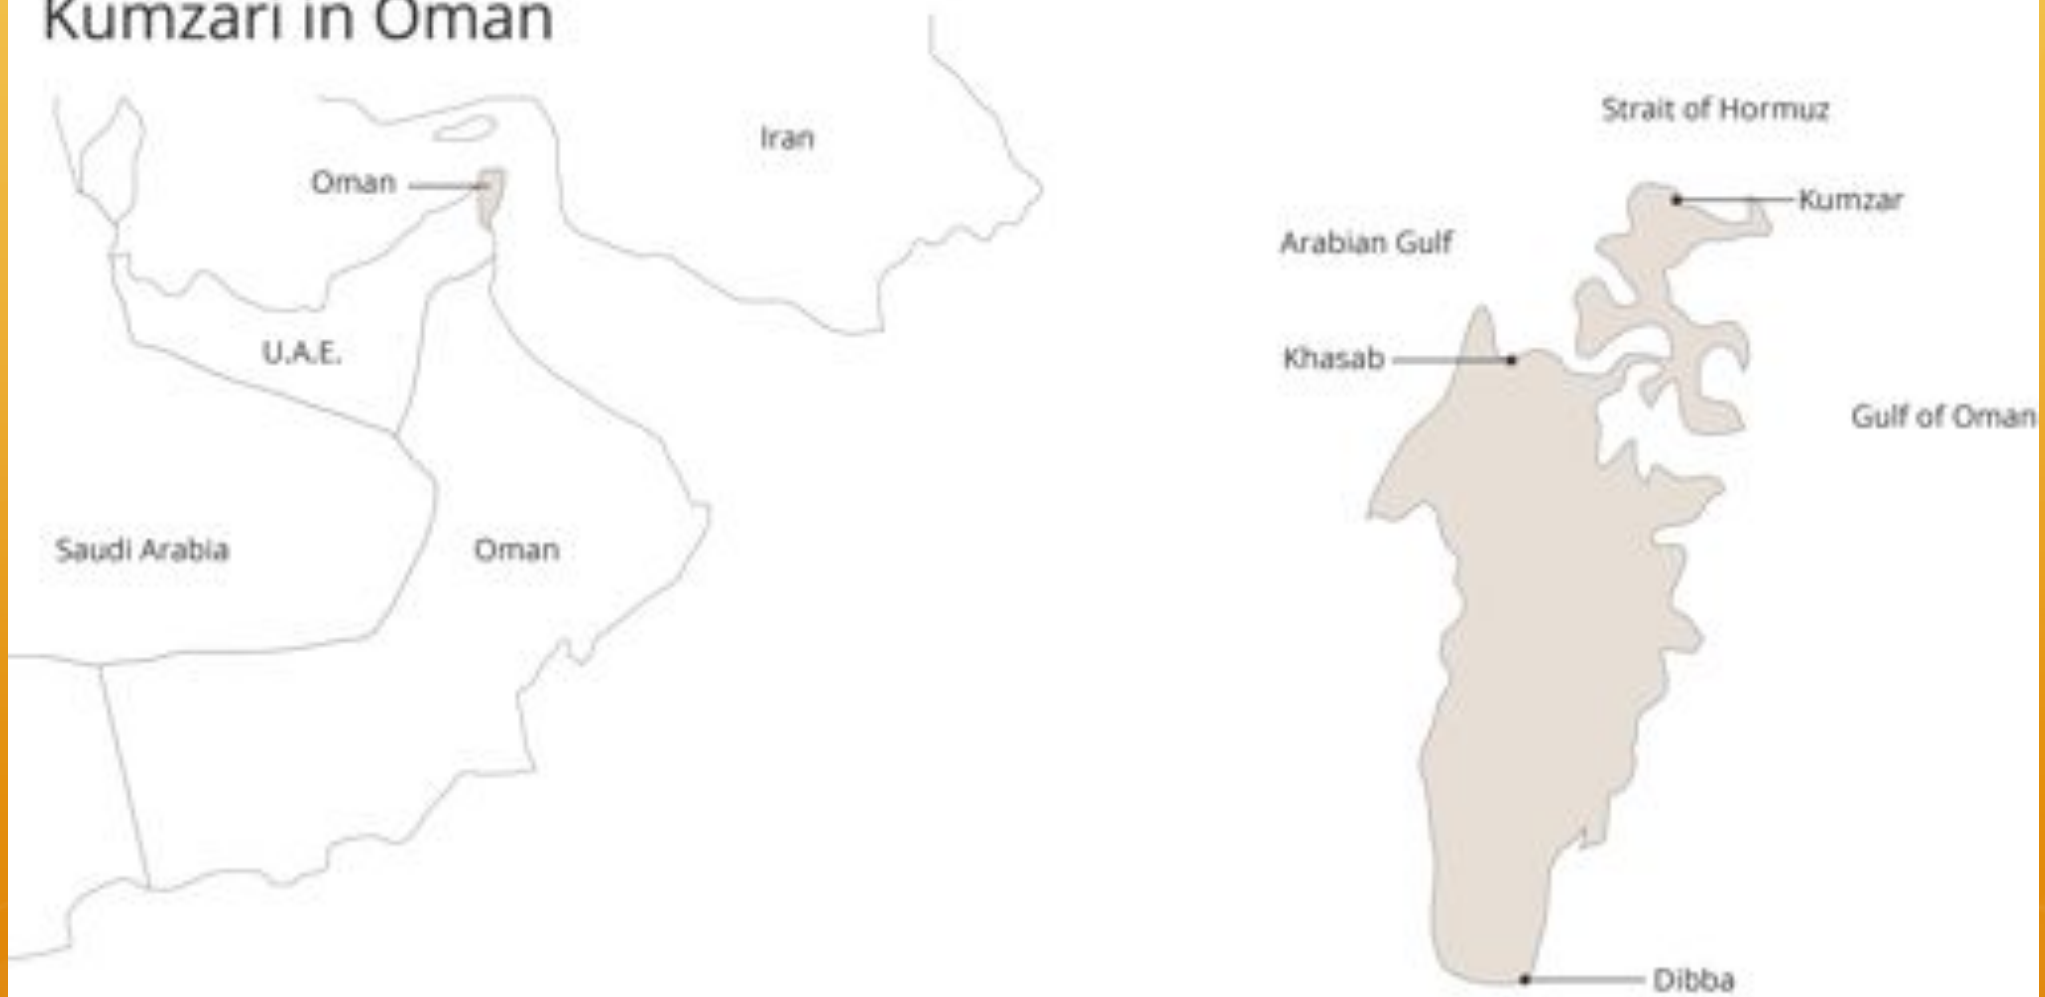 Kumzari in Oman
Iran
Oman
U.A.E.
Saudi Arabia
Oman
Strait of Hormuz
Kumzar
Arabian Gulf
Khasab
Gulf of Oman
Dibba